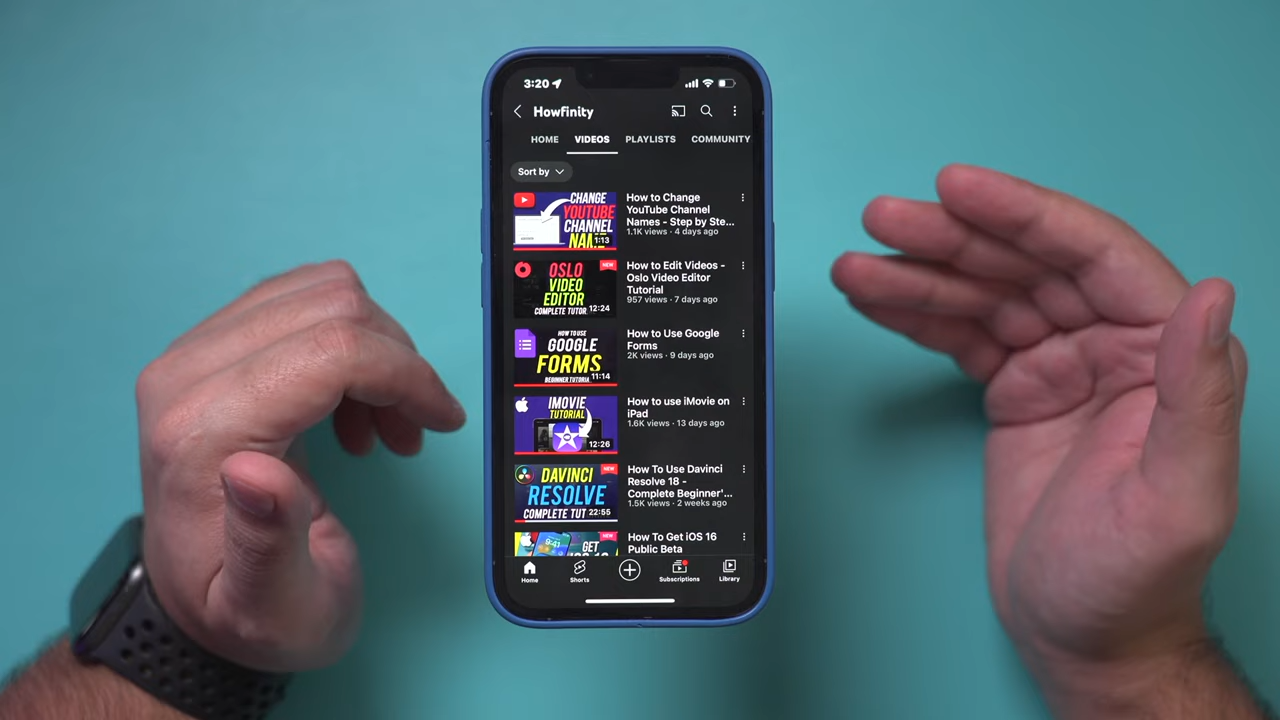 3:20
Howfinity
HOME VIDEOS PLAYLISTS COMMUNITY
Sort by
CHANGE
YOUTUBE
CHANNEL
1:13
How to Change
YouTube Channel
Names - Step by Ste...
1.1K views · 4 days ago
NEW
OSLO
VIDEO
EDITOR
COMPLETE TUTOR
12:24
How to Edit Videos -
Oslo Video Editor
Tutorial
957 views · 7 days ago
HOW TO USE
GOOGLE
FORMS
BEGINNER TUTORIA
11:14
How to Use Google
Forms
2K views · 9 days ago
IMOVIE
TUTORIAL
12:26
How to use iMovie on
iPad
1.6K views · 13 days ago
NEW
DAVINCI
RESOLVE
COMPLETE TUT
22:55
How To Use Davinci
Resolve 18 -
Complete Beginner'...
1.5K views · 2 weeks ago
NEW
9:41
GET
How To Get iOS 16
Public Beta
Home Shorts Subscriptions Library